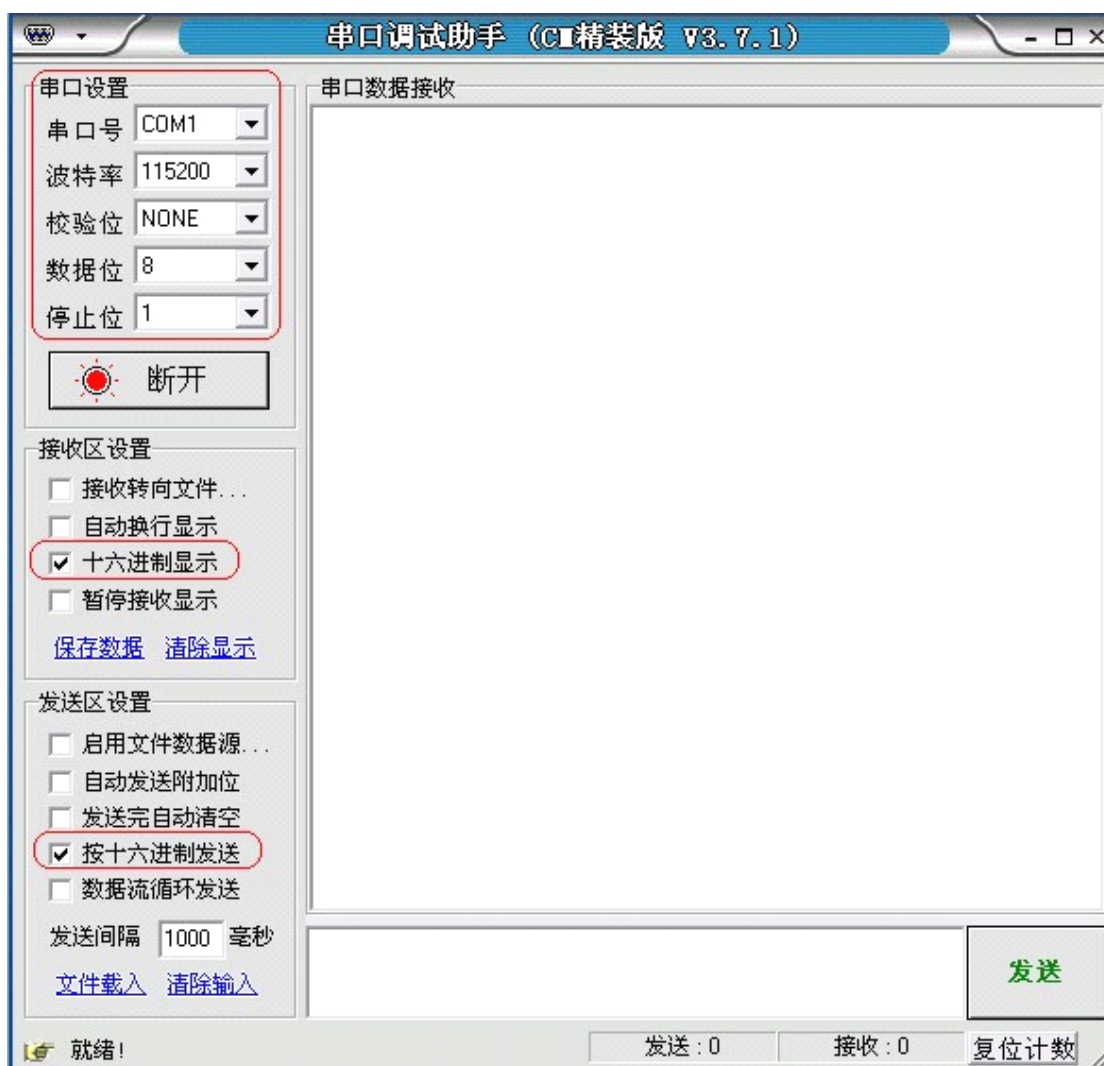 串口调试助手 (CM精装版 V3.7.1)
串口设置
串口号 COM1
波特率 115200
校验位 NONE
数据位 8
停止位 1
断开
接收区设置
接收转向文件...
自动换行显示
十六进制显示
暂停接收显示
保存数据 清除显示
发送区设置
启用文件数据源...
自动发送附加位
发送完自动清空
按十六进制发送
数据流循环发送
发送间隔 1000 毫秒
文件载入 清除输入
串口数据接收
发送
就绪!
发送:0
接收:0
复位计数